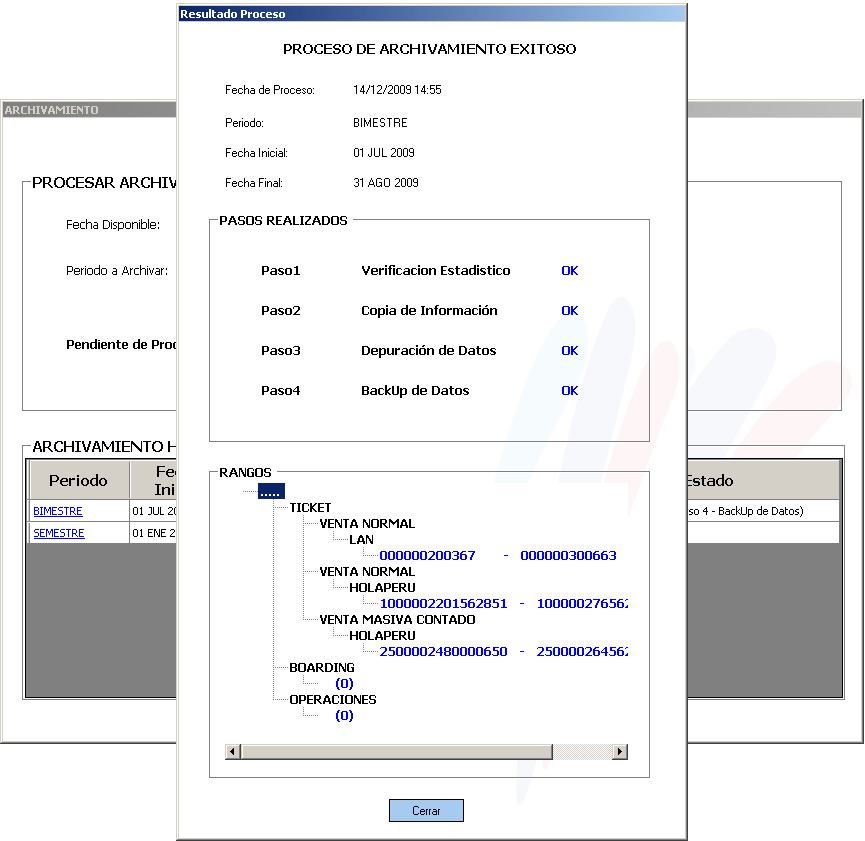 Resultado Proceso
PROCESO DE ARCHIVAMIENTO EXITOSO
Fecha de Proceso: 14/12/2009 14:55
Periodo: BIMESTRE
Fecha Inicial: 01 JUL 2009
Fecha Final: 31 AGO 2009
PASOS REALIZADOS
Paso1 Verificacion Estadistico OK
Paso2 Copia de Información OK
Paso3 Depuración de Datos OK
Paso4 BackUp de Datos OK
RANGOS
.....
TICKET
VENTA NORMAL
LAN
000000200367 - 000000300663
VENTA NORMAL
HOLAPERU
1000002201562851 - 100000276562
VENTA MASIVA CONTADO
HOLAPERU
2500002480000650 - 250000264562
BOARDING
(0)
OPERACIONES
(0)
Cerrar
ARCHIVAMIENTO
PROCESAR ARCHIV
Fecha Disponible:
Periodo a Archivar:
Pendiente de Proc
ARCHIVAMIENTO H
Periodo Fe Estado
Ini
BIMESTRE 01 JUL 20 so 4 - BackUp de Datos)
SEMESTRE 01 ENE 2